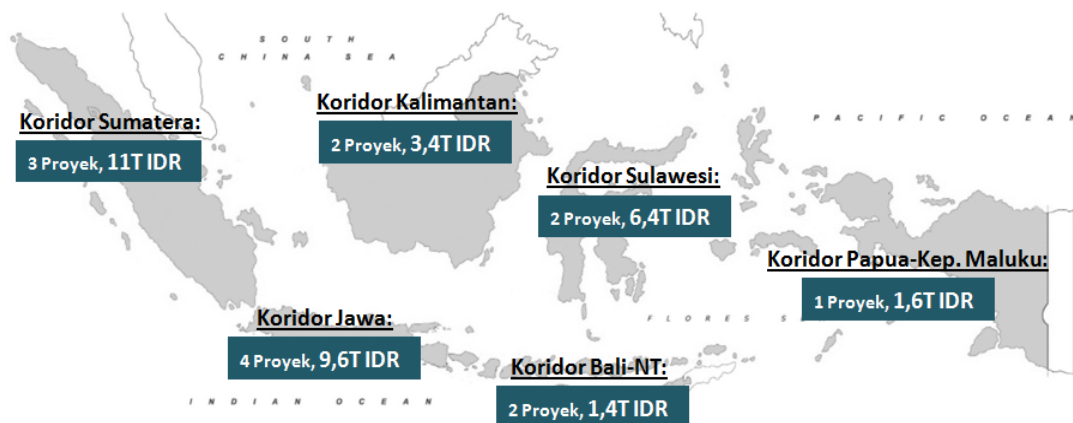 SOUTH
CHINA SEA
Koridor Kalimantan:
2 Proyek, 3,4T IDR
Koridor Sumatera:
3 Proyek, 11T IDR
PACIFIC OCEAN
Koridor Sulawesi:
2 Proyek, 6,4T IDR
Koridor Papua-Kep. Maluku:
1 Proyek, 1,6T IDR
Koridor Jawa:
4 Proyek, 9,6T IDR
FLORES
Koridor Bali-NT:
2 Proyek, 1,4T IDR
INDIAN OCEAN